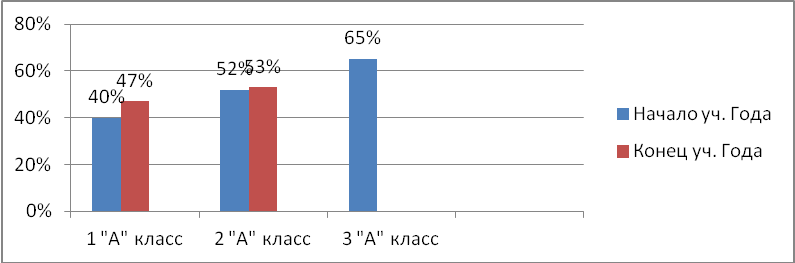 80%
60%
40%
20%
0%
40%
47%
52%
53%
65%
1 "А" класс
2 "А" класс
3 "А" класс
Начало уч. Года
Конец уч. Года